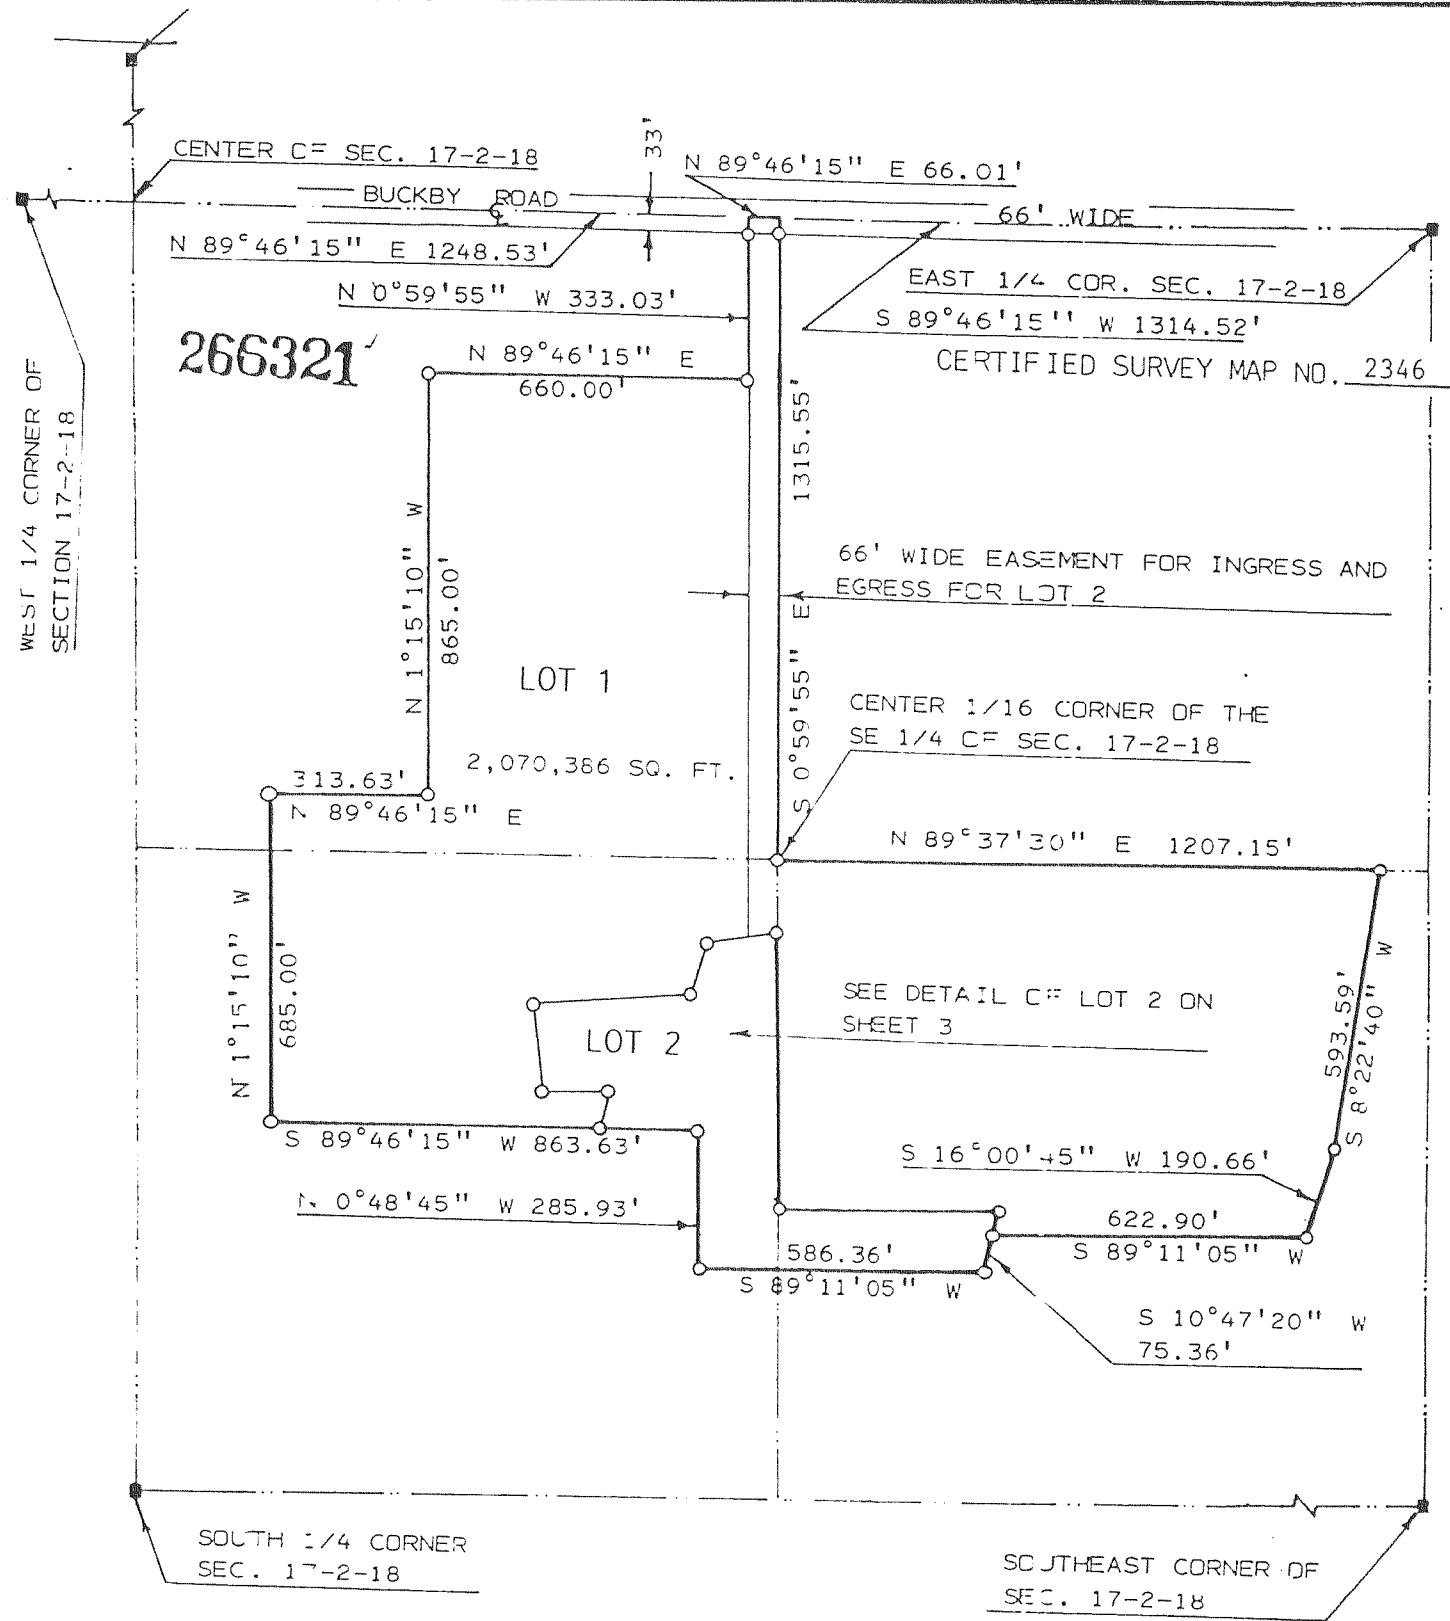 CENTER OF SEC. 17-2-18
33'
N 89°46'15" E 66.01'
BUCKBY ROAD
66' WIDE
N 89°46'15" E 1248.53'
EAST 1/4 COR. SEC. 17-2-18
N 0°59'55" W 333.03'
S 89°46'15" W 1314.52'
266321
N 89°46'15" E
660.00'
CERTIFIED SURVEY MAP NO. 2346
WEST 1/4 CORNER OF
SECTION 17-2-18
1315.55'
S 0°59'55" E
N 1°15'10" W
865.00'
66' WIDE EASEMENT FOR INGRESS AND
EGRESS FOR LOT 2
LOT 1
2,070,386 SQ. FT.
CENTER 1/16 CORNER OF THE
SE 1/4 OF SEC. 17-2-18
313.63'
N 89°46'15" E
N 89°37'30" E 1207.15'
N 1°15'10" W
685.00'
SEE DETAIL OF LOT 2 ON
SHEET 3
LOT 2
593.59'
S 8°22'40" W
S 89°46'15" W 863.63'
S 16°00'45" W 190.66'
N 0°48'45" W 285.93'
622.90'
S 89°11'05" W
586.36'
S 89°11'05" W
S 10°47'20" W
75.36'
SOUTH 1/4 CORNER
SEC. 17-2-18
SOUTHEAST CORNER OF
SEC. 17-2-18